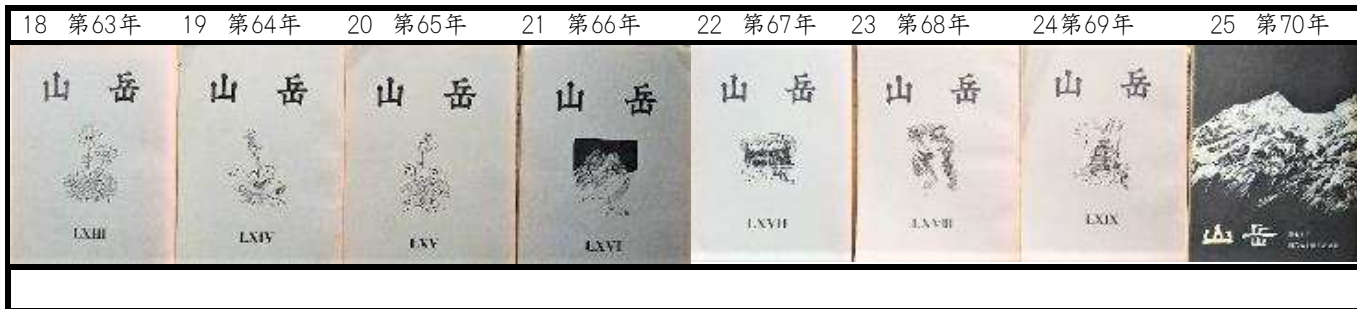 18 第63年 19 第64年 20 第65年 21 第66年 22 第67年 23 第68年 24第69年 25 第70年
山岳 山岳 山岳 山岳 山岳 山岳 山岳
LXIII LXIV LXV LXVI LXVII LXVIII LXIX
山岳